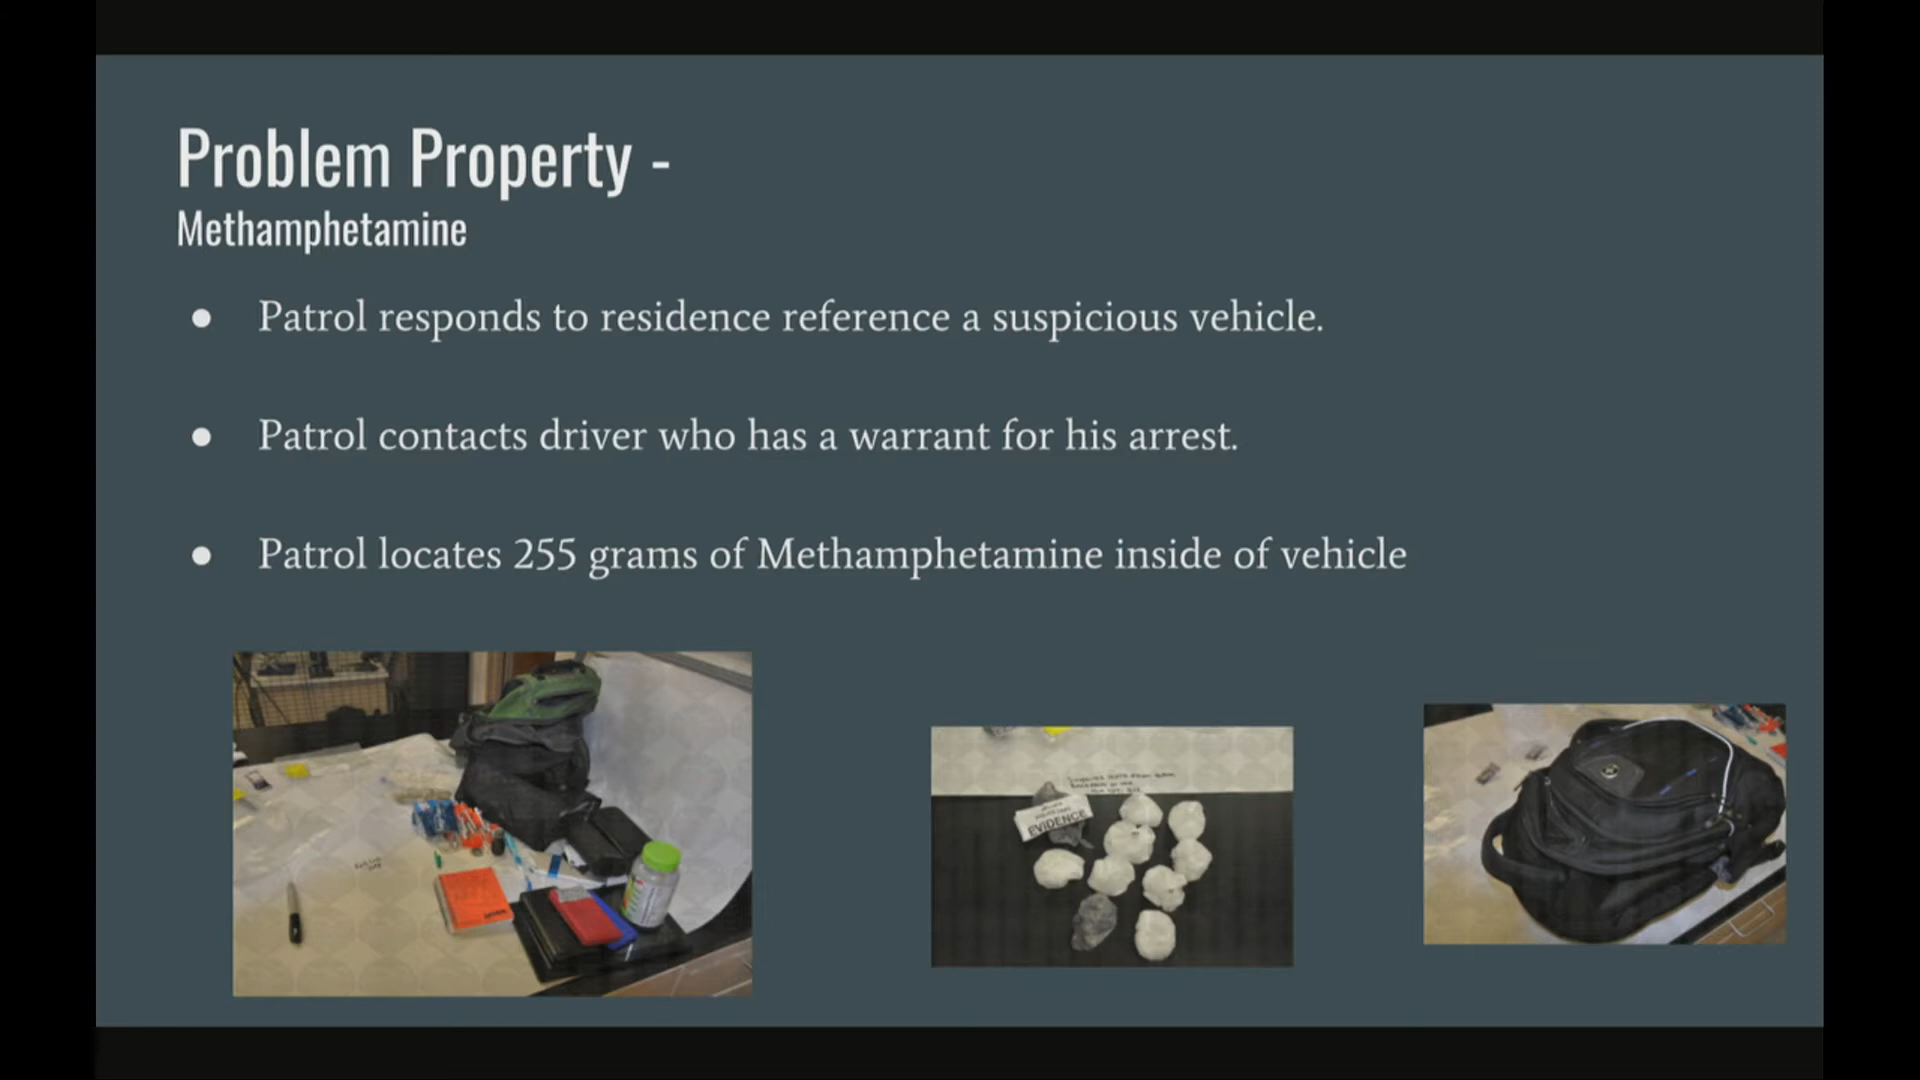 Problem Property -
Methamphetamine
● Patrol responds to residence reference a suspicious vehicle.
● Patrol contacts driver who has a warrant for his arrest.
● Patrol locates 255 grams of Methamphetamine inside of vehicle
EVIDENCE